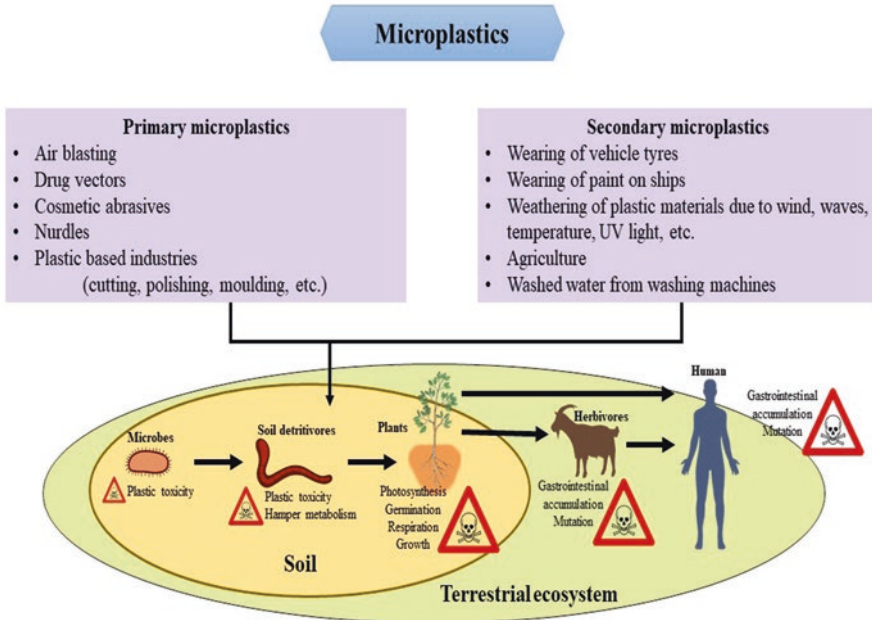 Microplastics
Primary microplastics
• Air blasting
• Drug vectors
• Cosmetic abrasives
• Nurdles
• Plastic based industries
(cutting, polishing, moulding, etc.)
Secondary microplastics
• Wearing of vehicle tyres
• Wearing of paint on ships
• Weathering of plastic materials due to wind, waves,
temperature, UV light, etc.
• Agriculture
• Washed water from washing machines
Microbes
Plastic toxicity
Soil detritivores
Plastic toxicity
Hamper metabolism
Plants
Photosynthesis
Germination
Respiration
Growth
Herbivores
Gastrointestinal
accumulation
Mutation
Human
Gastrointestinal
accumulation
Mutation
Soil
Terrestrial ecosystem